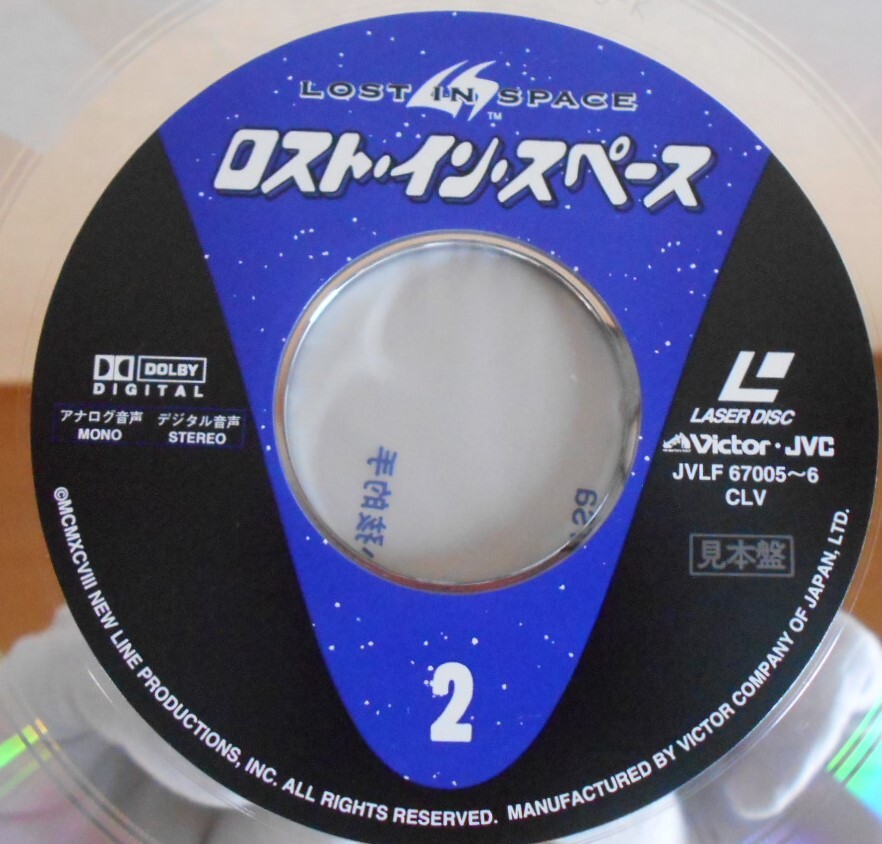 LOST IN SPACE
TM
ロスト・イン・スペース
DOLBY
DIGITAL
アナログ音声 デジタル音声
MONO STEREO
LASER DISC
Victor・JVC
JVLF 67005～6
CLV
見本盤
2
©MCMXCVIII NEW LINE PRODUCTIONS, INC. ALL RIGHTS RESERVED. MANUFACTURED BY VICTOR COMPANY OF JAPAN, LTD.